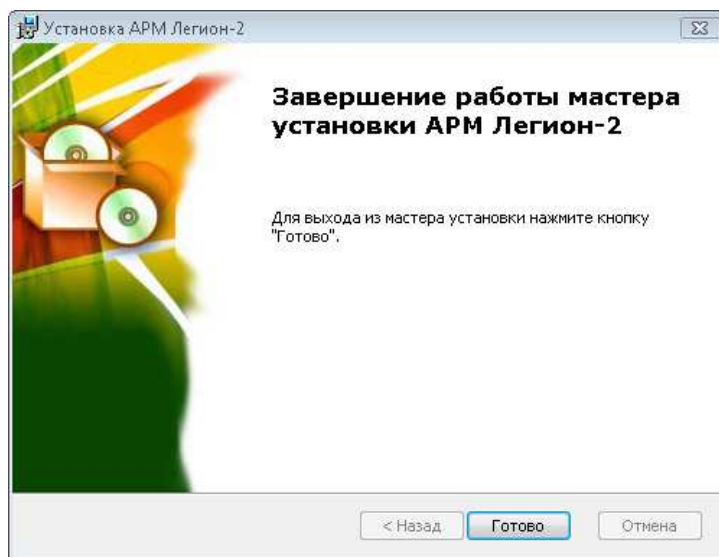 Установка АРМ Легион-2
Завершение работы мастера
установки АРМ Легион-2
Для выхода из мастера установки нажмите кнопку
"Готово".
< Назад
Готово
Отмена